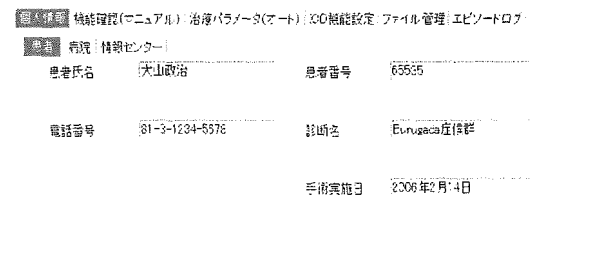 個人情報 機能確認(マニュアル) 治療パラメータ(オート) ICD機能設定 ファイル管理 エピソードログ
患者 病院 情報センター
患者氏名 大山政治 患者番号 65535
電話番号 81-3-1234-5678 診断名 Burugada症候群
手術実施日 2006年2月14日